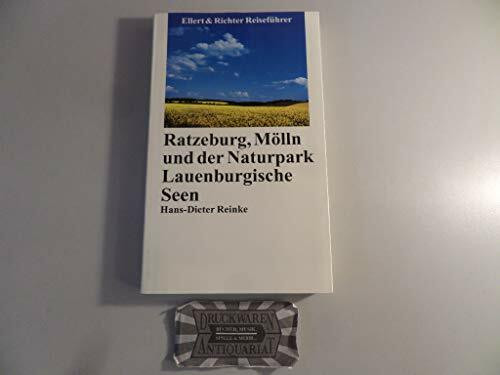 Ellert & Richter Reiseführer
Ratzeburg, Mölln
und der Naturpark
Lauenburgische
Seen
Hans-Dieter Reinke
DRUCKWAREN
BÜCHER, MUSIK,
SPIELE & MEHR...
ANTIQUARIAT